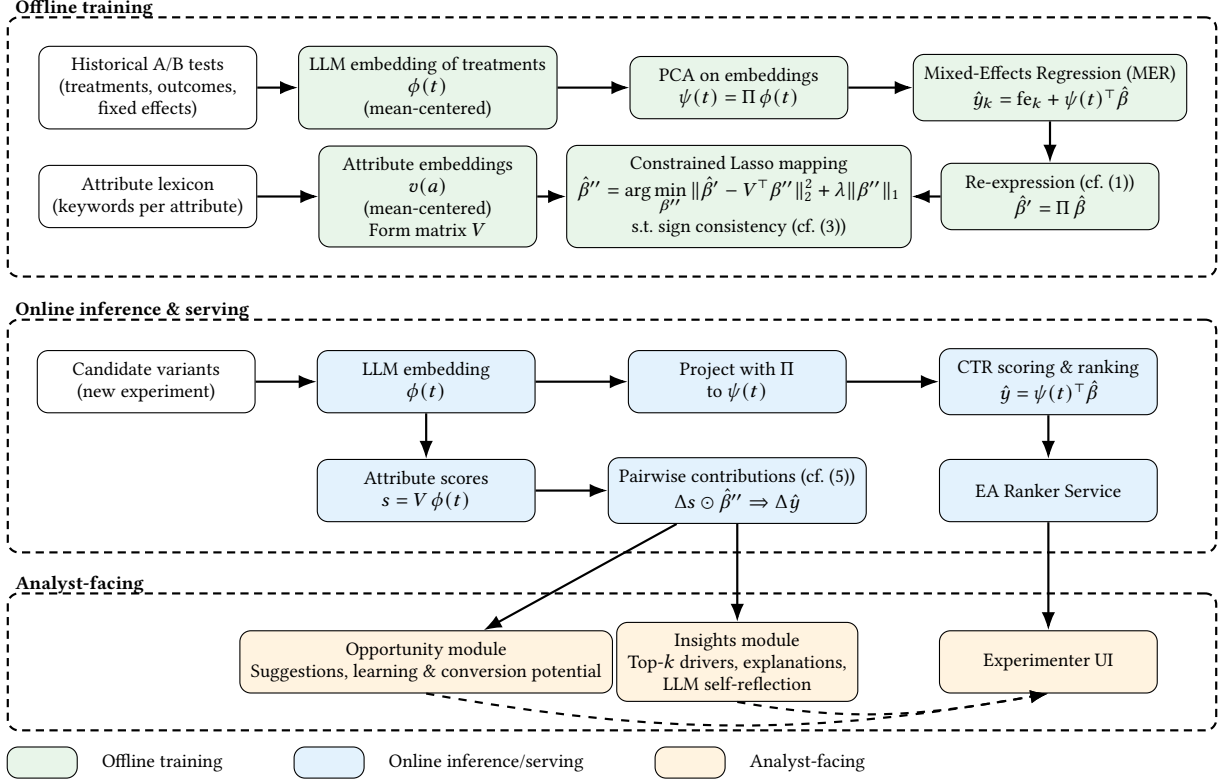 Offline training
Historical A/B tests
(treatments, outcomes,
fixed effects)
LLM embedding of treatments
ϕ(t)
(mean-centered)
PCA on embeddings
ψ(t) = Π ϕ(t)
Mixed-Effects Regression (MER)
ŷₖ = feₖ + ψ(t)⊤β̂
Attribute lexicon
(keywords per attribute)
Attribute embeddings
v(a)
(mean-centered)
Form matrix V
Constrained Lasso mapping
β̂′′ = arg min ‖β̂′ − V⊤β′′‖₂² + λ‖β′′‖₁
β′′
s.t. sign consistency (cf. (3))
Re-expression (cf. (1))
β̂′ = Π β̂
Online inference & serving
Candidate variants
(new experiment)
LLM embedding
ϕ(t)
Project with Π
to ψ(t)
CTR scoring & ranking
ŷ = ψ(t)⊤β̂
Attribute scores
s = V ϕ(t)
Pairwise contributions (cf. (5))
Δs ⊙ β̂′′ ⇒ Δŷ
EA Ranker Service
Analyst-facing
Opportunity module
Suggestions, learning & conversion potential
Insights module
Top-k drivers, explanations,
LLM self-reflection
Experimenter UI
Offline training
Online inference/serving
Analyst-facing